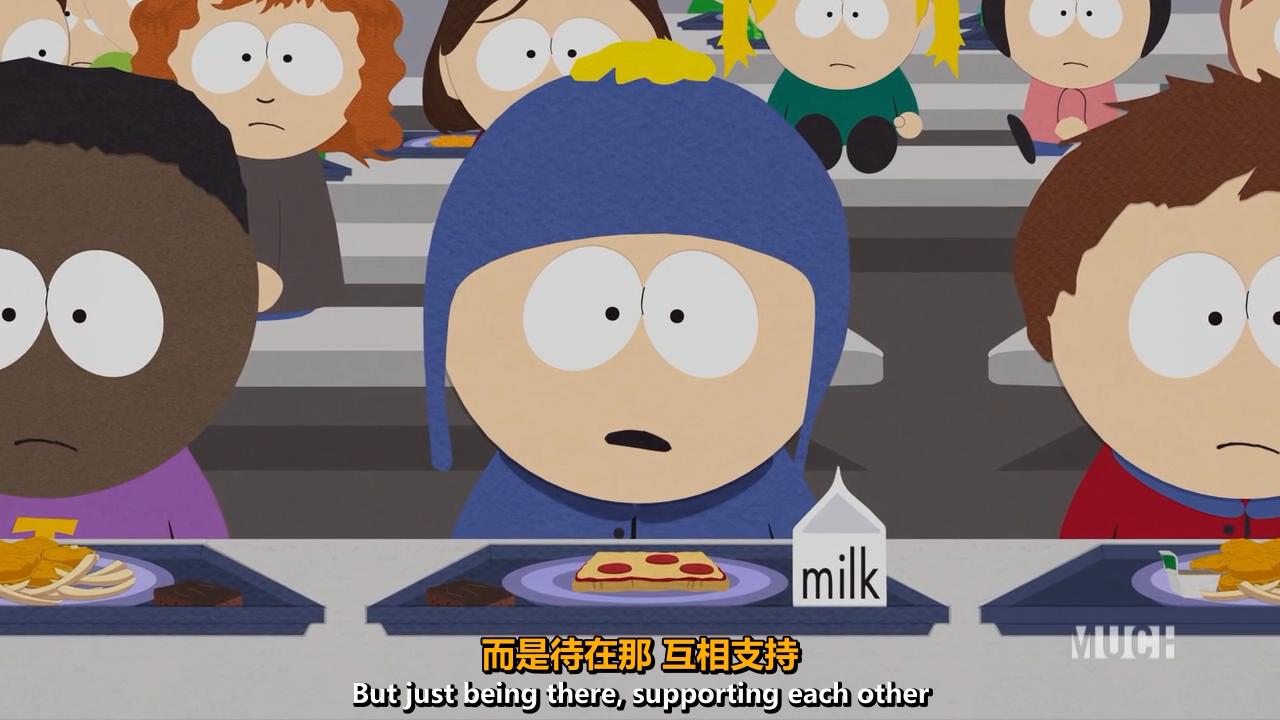 T
milk
MUCH
而是待在那 互相支持
But just being there, supporting each other